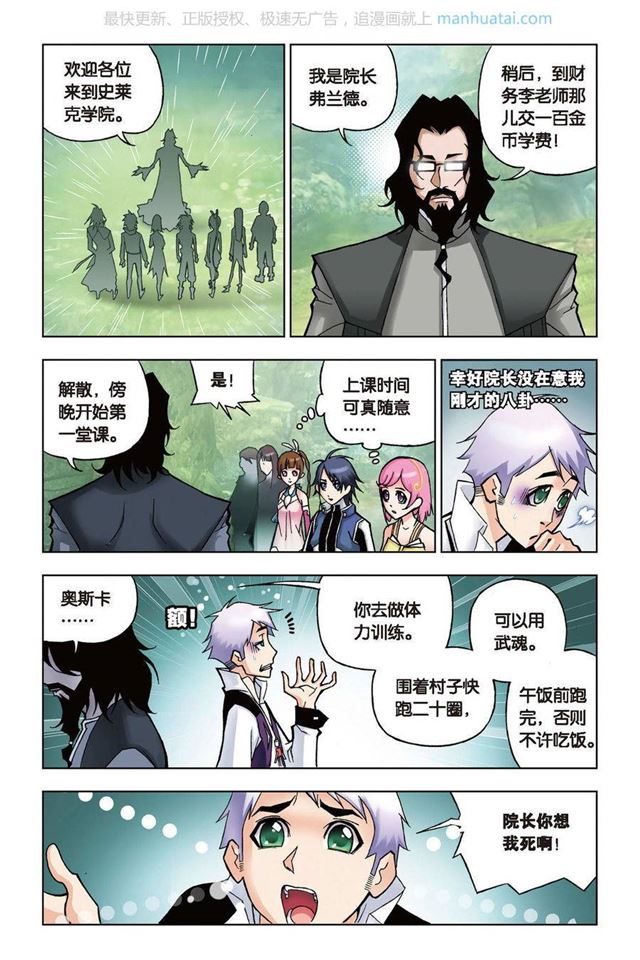 最快更新、正版授权、极速无广告，追漫画就上 manhuatai.com
欢迎各位
来到史莱
克学院。
我是院长
弗兰德。
稍后，到财
务李老师那
儿交一百金
币学费！
解散，傍
晚开始第
一堂课。
是！
上课时间
可真随意
……
幸好院长没在意我
刚才的八卦……
奥斯卡
……
额！
你去做体
力训练。
围着村子快
跑二十圈，
可以用
武魂。
午饭前跑
完，否则
不许吃饭。
院长你想
我死啊！